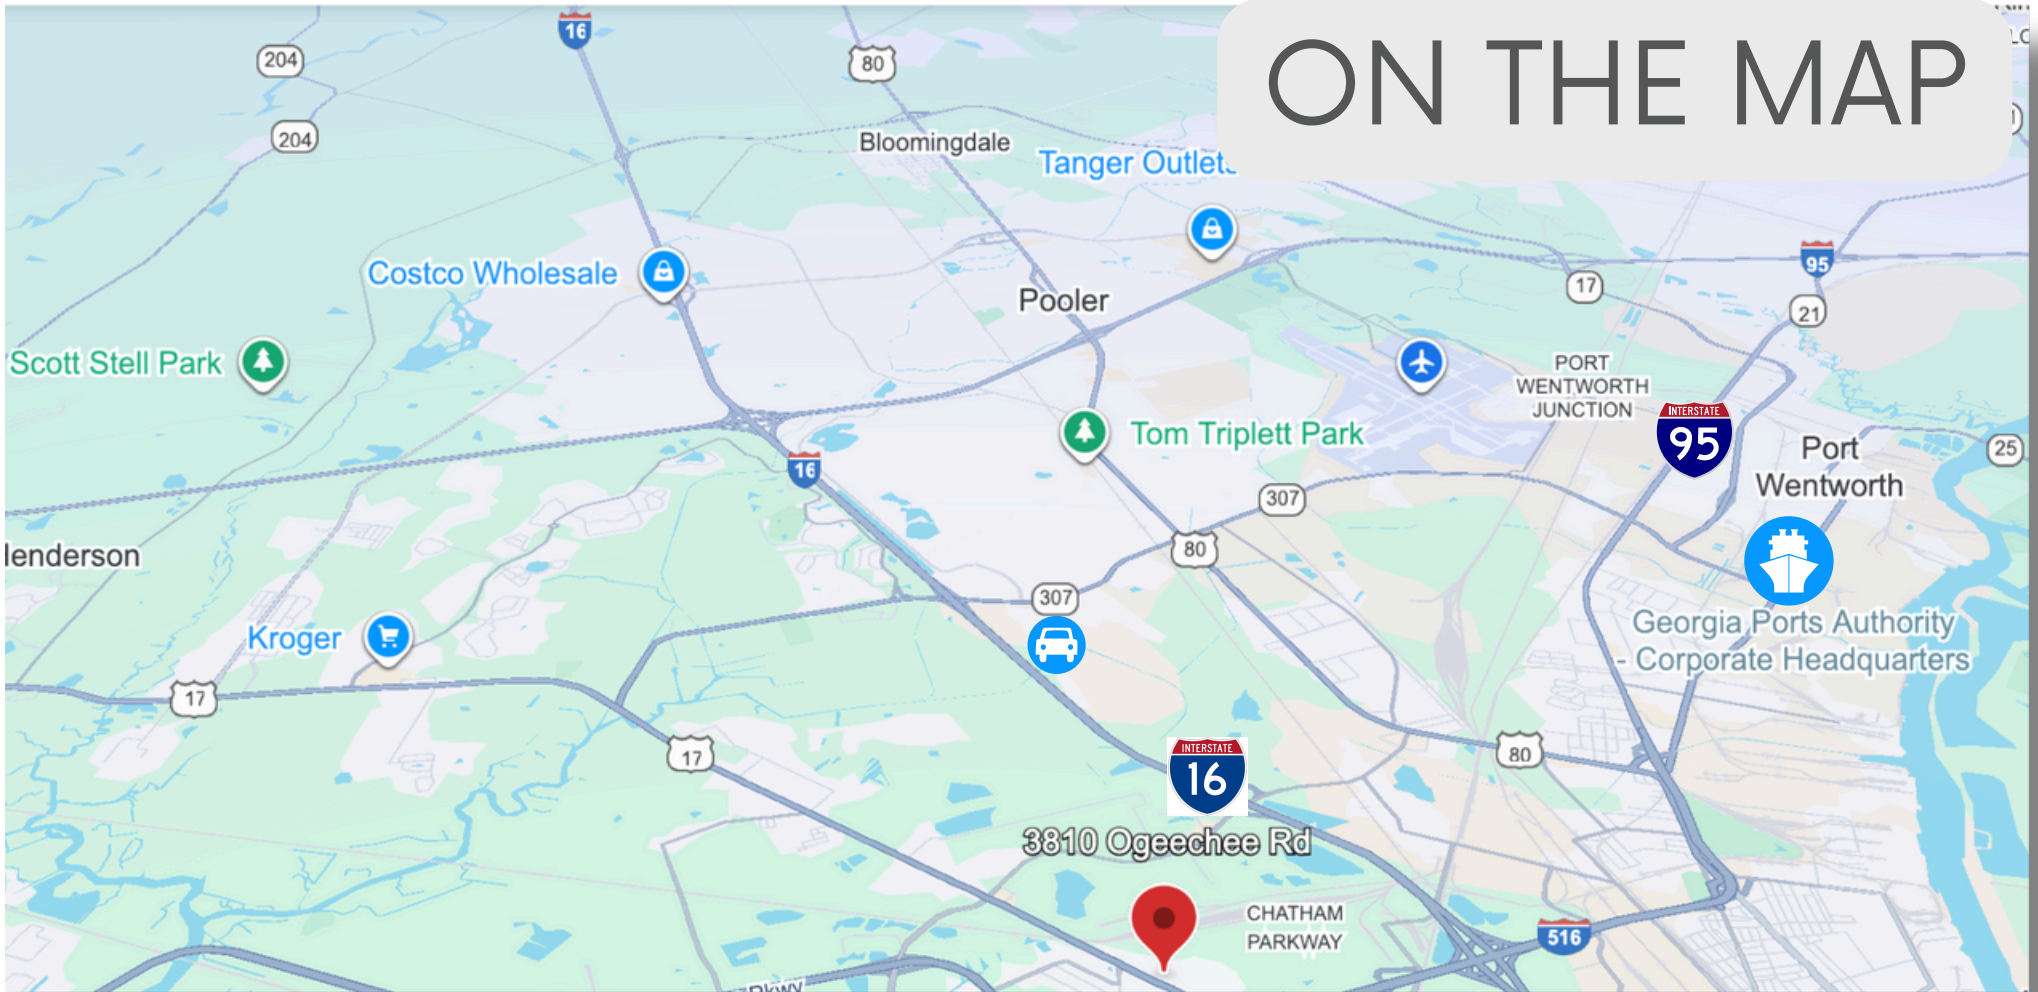 ON THE MAP
16
204
80
204
Bloomingdale
Tanger Outlets
Costco Wholesale
95
17
Pooler
21
Scott Stell Park
PORT
WENTWORTH
JUNCTION
INTERSTATE
95
Tom Triplett Park
Port
Wentworth
25
16
307
80
307
Kroger
Georgia Ports Authority
- Corporate Headquarters
17
17
80
INTERSTATE
16
3810 Ogeechee Rd
CHATHAM
PARKWAY
516
Pkwy